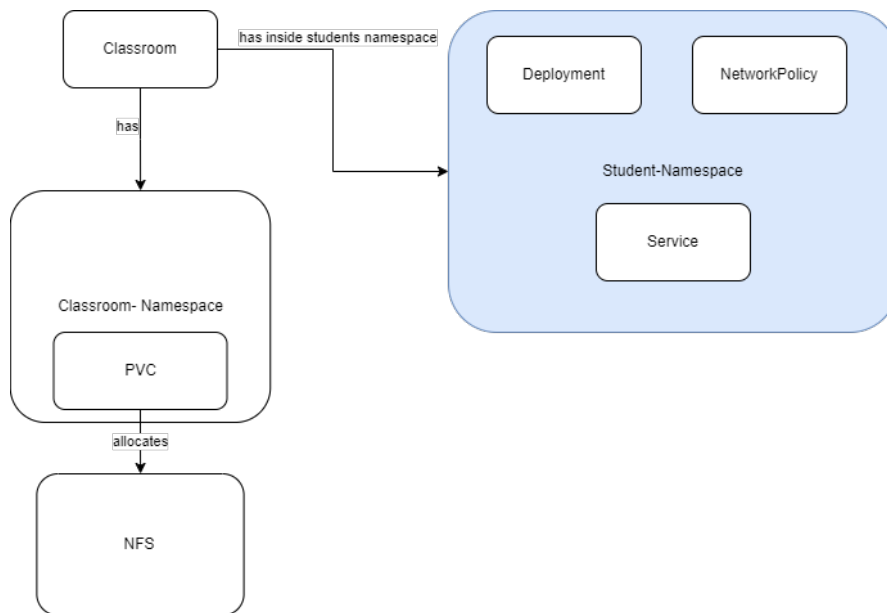 Classroom
has inside students namespace
Deployment
NetworkPolicy
has
Student-Namespace
Service
Classroom- Namespace
PVC
allocates
NFS